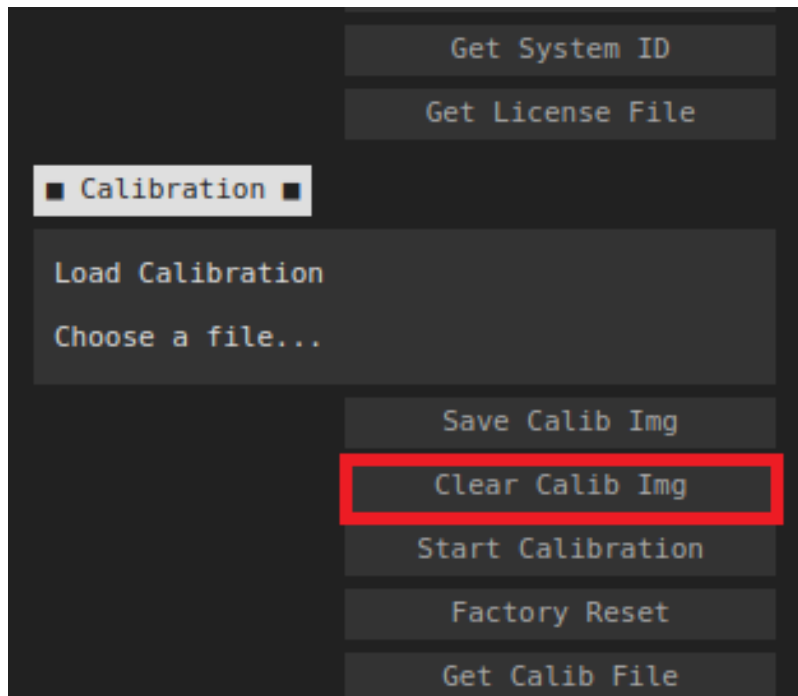 Get System ID
Get License File
■ Calibration ■
Load Calibration
Choose a file...
Save Calib Img
Clear Calib Img
Start Calibration
Factory Reset
Get Calib File